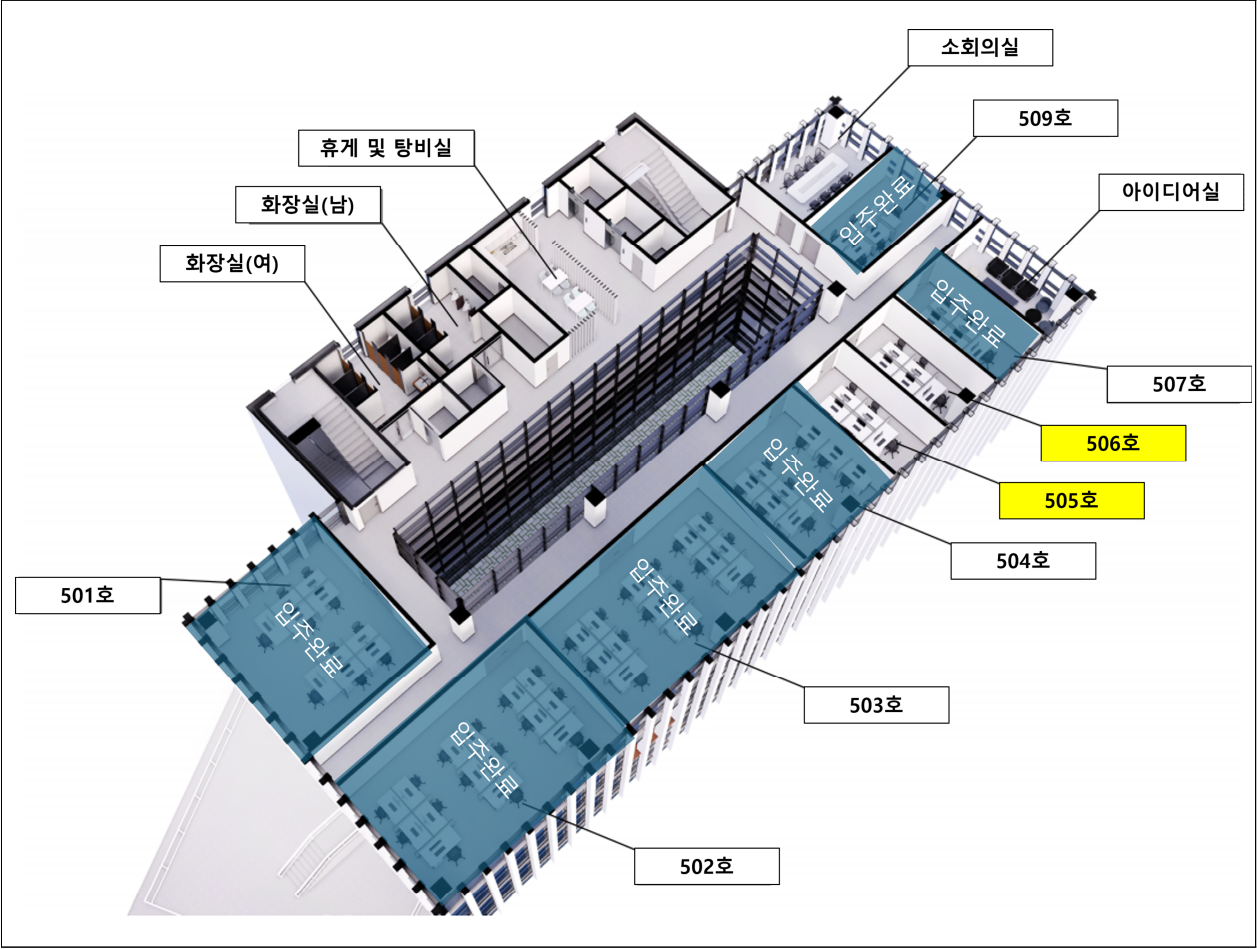 소회의실
509호
휴게 및 탕비실
입주완료
아이디어실
화장실(남)
화장실(여)
입주완료
507호
506호
입주완료
505호
504호
입주완료
501호
입주완료
503호
입주완료
502호